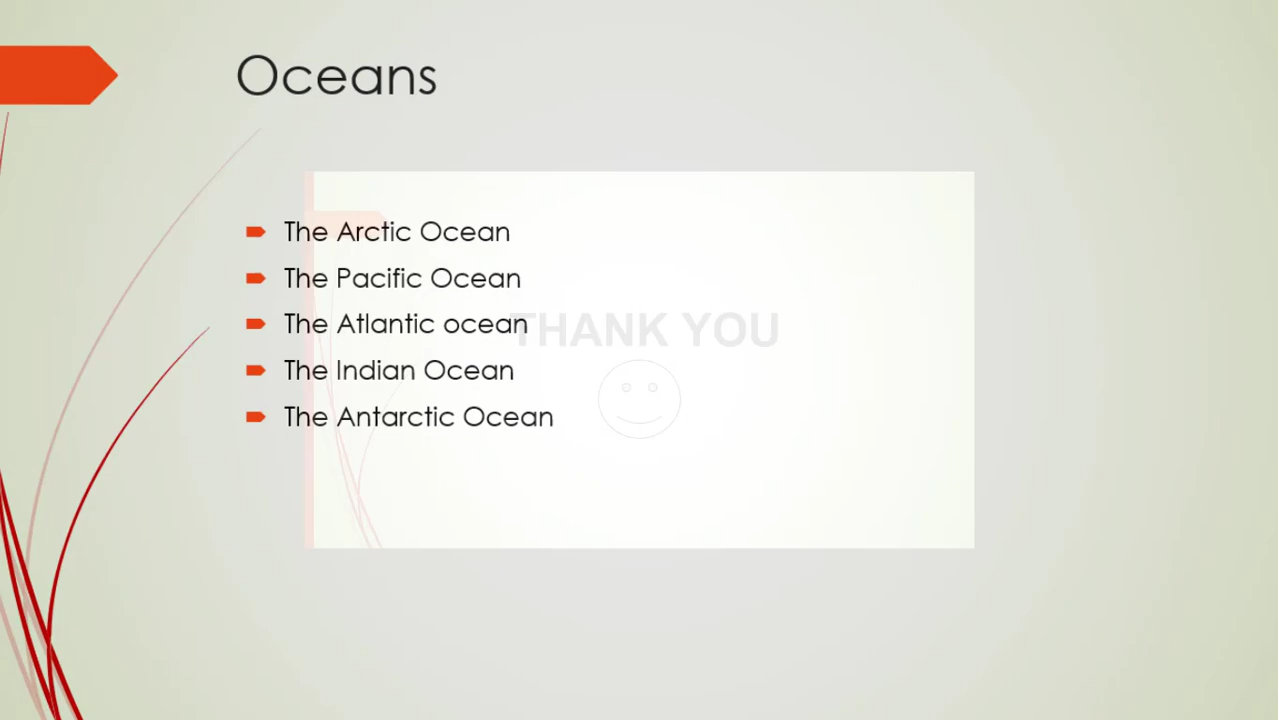 Oceans
The Arctic Ocean
The Pacific Ocean
The Atlantic ocean
The Indian Ocean
The Antarctic Ocean
THANK YOU